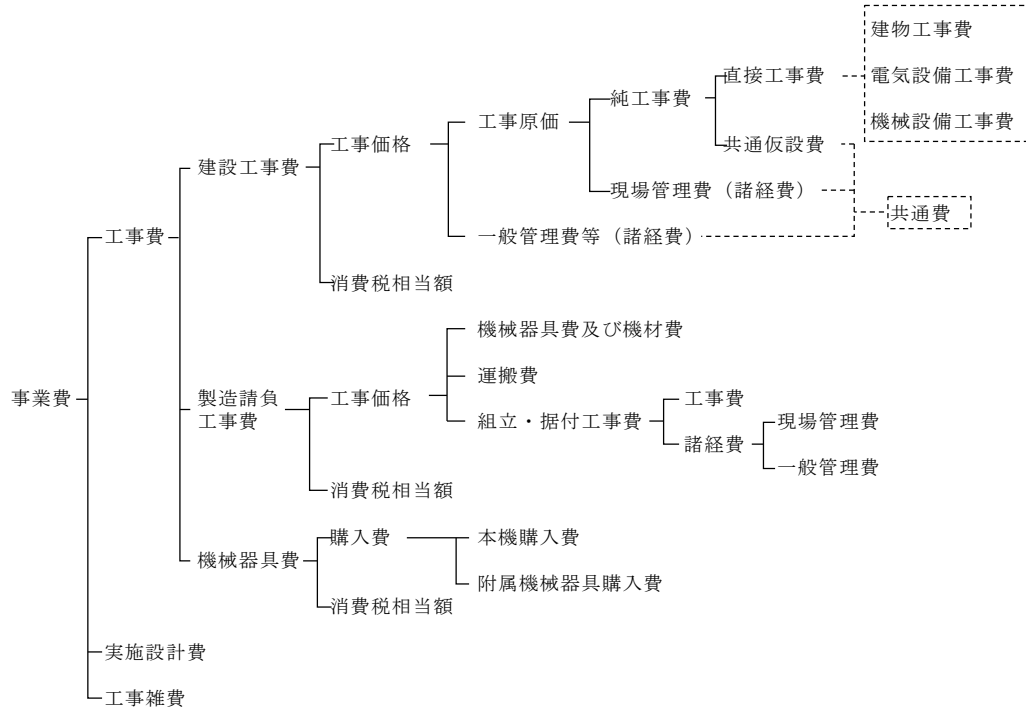 建物工事費
直接工事費
電気設備工事費
純工事費
工事原価
機械設備工事費
工事価格
共通仮設費
建設工事費
現場管理費（諸経費）
共通費
工事費
一般管理費等（諸経費）
消費税相当額
機械器具費及び機材費
運搬費
事業費
製造請負
工事費
工事価格
工事費
組立・据付工事費
現場管理費
諸経費
一般管理費
消費税相当額
購入費
本機購入費
機械器具費
附属機械器具購入費
消費税相当額
実施設計費
工事雑費